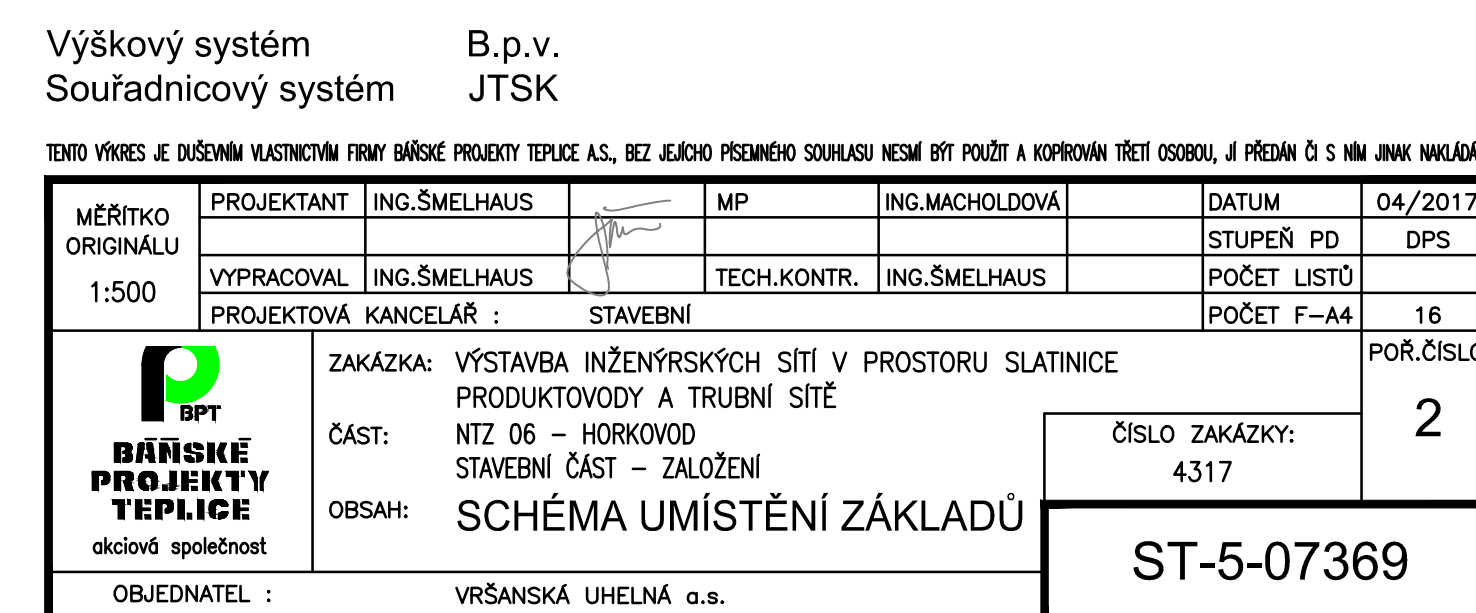 Výškový systém B.p.v.
Souřadnicový systém JTSK
TENTO VÝKRES JE DUŠEVNÍM VLASTNICTVÍM FIRMY BÁŇSKÉ PROJEKTY TEPLICE A.S., BEZ JEJÍCHO PÍSEMNÉHO SOUHLASU NESMÍ BÝT POUŽIT A KOPÍROVÁN TŘETÍ OSOBOU, JÍ PŘEDÁN ČI S NÍM JINAK NAKLÁDÁ
MĚŘÍTKO
ORIGINÁLU
1:500
PROJEKTANT ING.ŠMELHAUS MP ING.MACHOLDOVÁ DATUM 04/2017
STUPEŇ PD DPS
VYPRACOVAL ING.ŠMELHAUS TECH.KONTR. ING.ŠMELHAUS POČET LISTŮ
PROJEKTOVÁ KANCELÁŘ : STAVEBNÍ POČET F-A4 16
BPT
BÁŇSKÉ
PROJEKTY
TEPLICE
akciová společnost
ZAKÁZKA: VÝSTAVBA INŽENÝRSKÝCH SÍTÍ V PROSTORU SLATINICE
PRODUKTOVODY A TRUBNÍ SÍTĚ
ČÁST: NTZ 06 – HORKOVOD
STAVEBNÍ ČÁST – ZALOŽENÍ
OBSAH: SCHÉMA UMÍSTĚNÍ ZÁKLADŮ
POŘ.ČÍSLO
2
ČÍSLO ZAKÁZKY:
4317
ST-5-07369
OBJEDNATEL : VRŠANSKÁ UHELNÁ a.s.